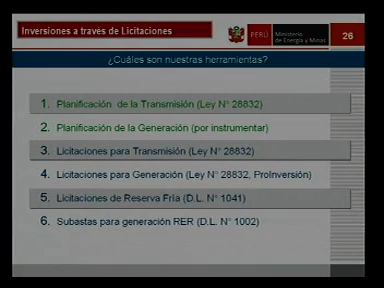 Inversiones a través de Licitaciones
PERÚ
Ministerio
de Energía y Minas
26
¿Cuáles son nuestras herramientas?
1. Planificación de la Transmisión (Ley N° 28832)
2. Planificación de la Generación (por instrumentar)
3. Licitaciones para Transmisión (Ley N° 28832)
4. Licitaciones para Generación (Ley N° 28832, ProInversión)
5. Licitaciones de Reserva Fría (D.L. N° 1041)
6. Subastas para generación RER (D.L. N° 1002)